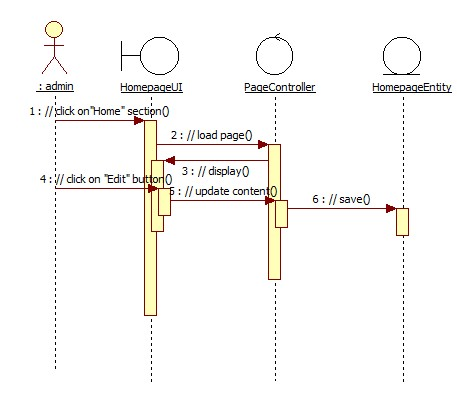 : admin
HomepageUI
PageController
HomepageEntity
1 : // click on"Home" section()
2 : // load page()
3 : // display()
4 : // click on "Edit" button()
5 : // update content()
6 : // save()